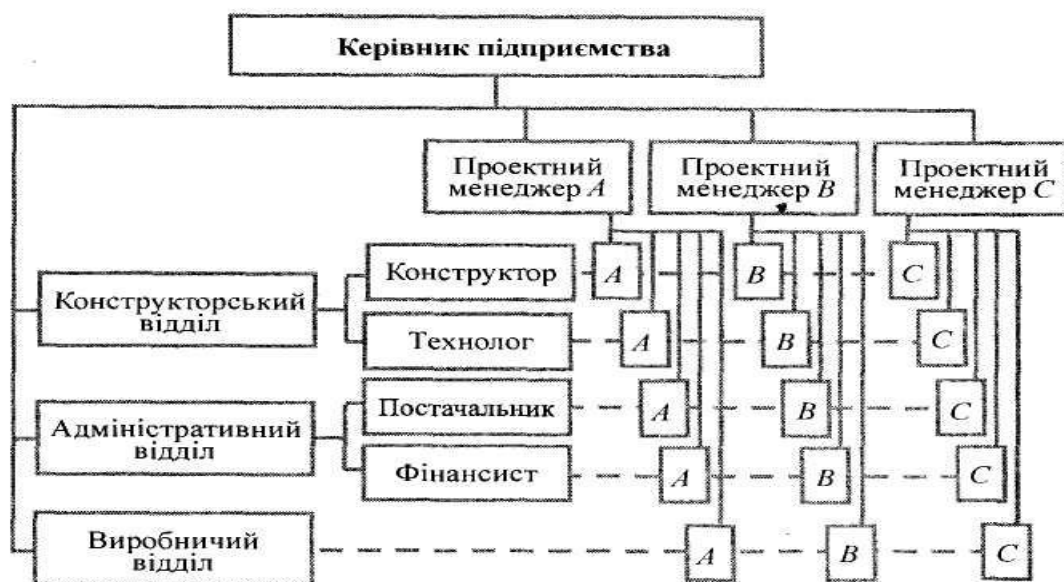 Керівник підприємства
Проектний
менеджер A
Проектний
менеджер B
Проектний
менеджер C
Конструкторський
відділ
Конструктор
A
B
C
Технолог
A
B
C
Адміністративний
відділ
Постачальник
A
B
C
Фінансист
A
B
C
Виробничий
відділ
A
B
C